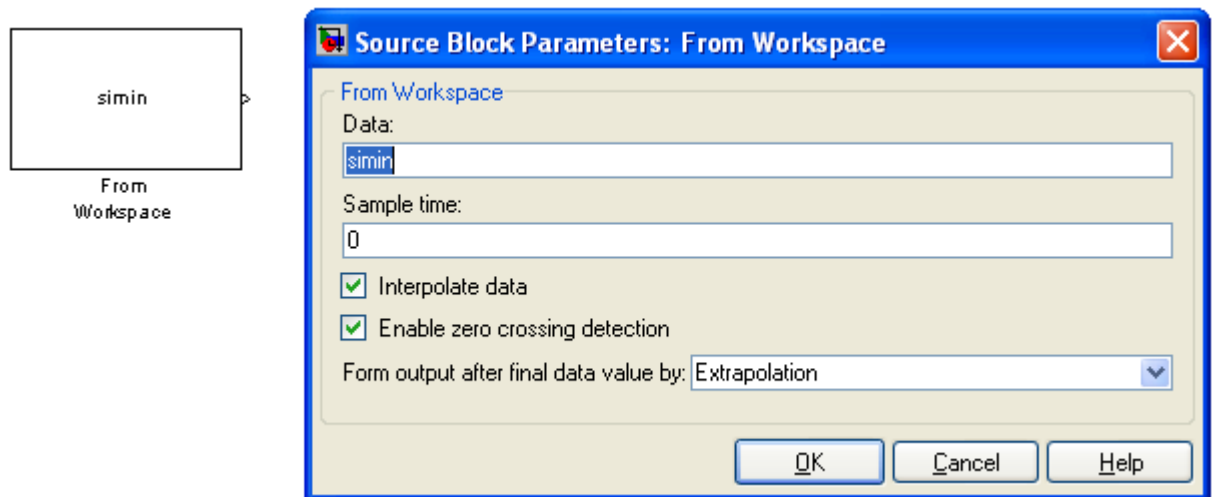 simin
From
Workspace
Source Block Parameters: From Workspace
From Workspace
Data:
simin
Sample time:
0
Interpolate data
Enable zero crossing detection
Form output after final data value by: Extrapolation
OK Cancel Help